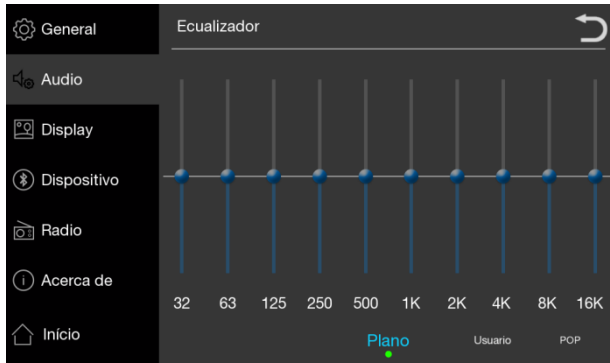 General
Audio
Display
Dispositivo
Radio
Acerca de
Início
Ecualizador
32 63 125 250 500 1K 2K 4K 8K 16K
Plano Usuario POP